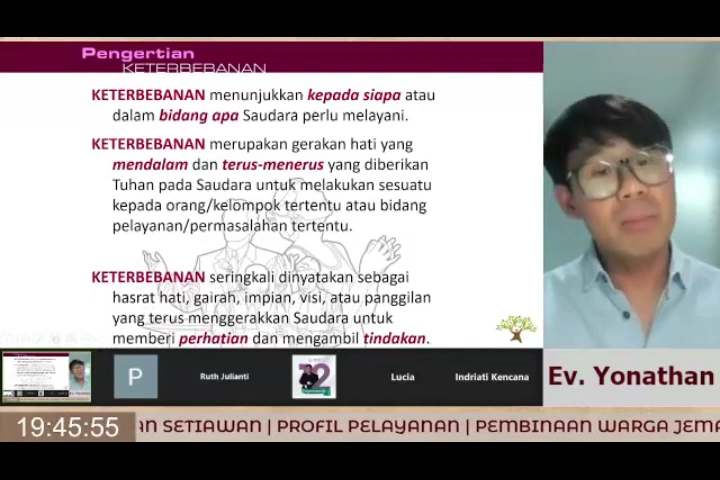 Pengertian
KETERBEBANAN
KETERBEBANAN menunjukkan kepada siapa atau
dalam bidang apa Saudara perlu melayani.
KETERBEBANAN merupakan gerakan hati yang
mendalam dan terus-menerus yang diberikan
Tuhan pada Saudara untuk melakukan sesuatu
kepada orang/kelompok tertentu atau bidang
pelayanan/permasalahan tertentu.
KETERBEBANAN seringkali dinyatakan sebagai
hasrat hati, gairah, impian, visi, atau panggilan
yang terus menggerakkan Saudara untuk
memberi perhatian dan mengambil tindakan.
P
Ruth Julianti
Lucia
Indriati Kencana
Ev. Yonathan
19:45:55
AN SETIAWAN | PROFIL PELAYANAN | PEMBINAAN WARGA JEMA